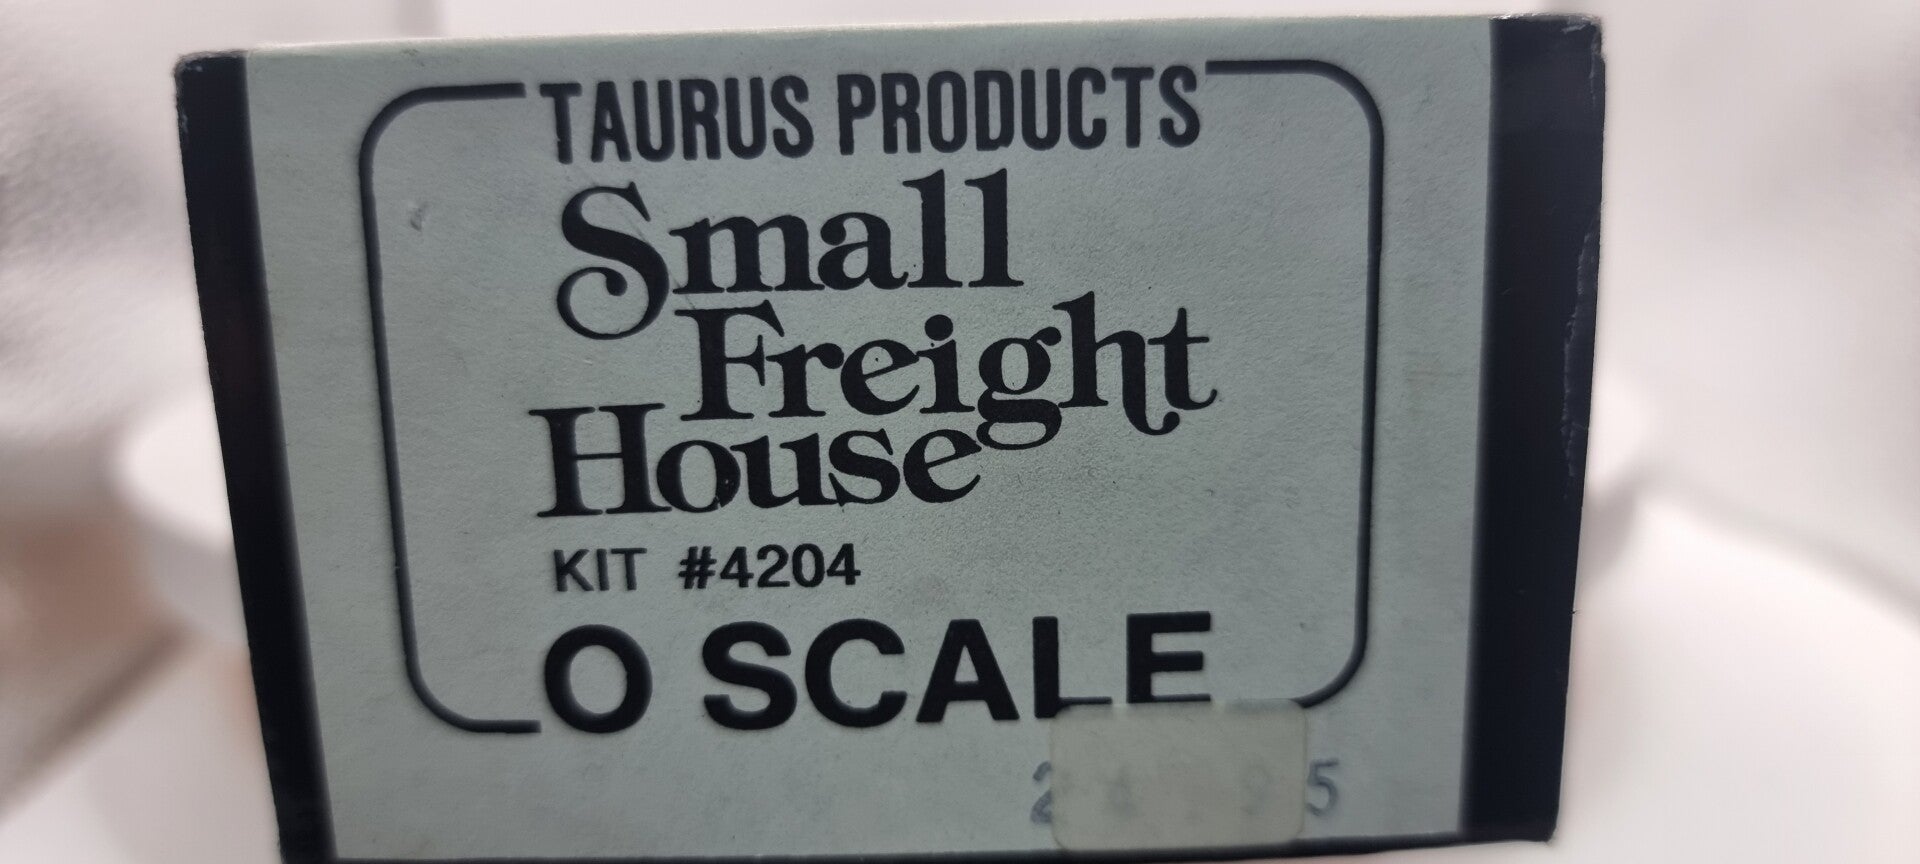 TAURUS PRODUCTS
Small
Freight
House
KIT #4204
O SCALE